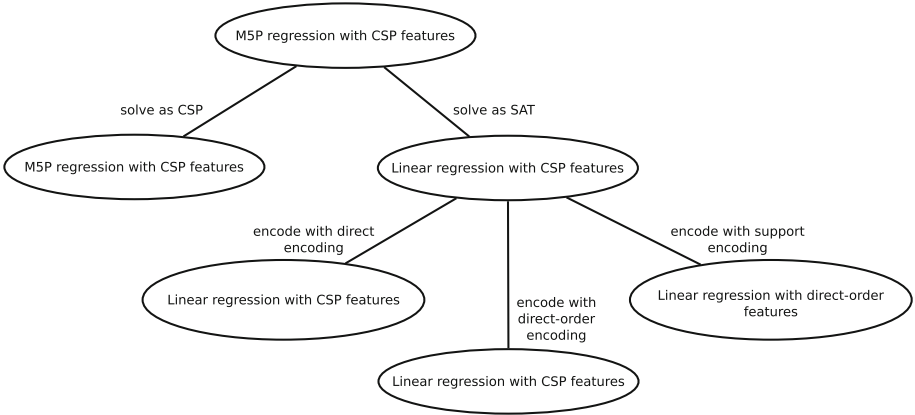 M5P regression with CSP features
solve as CSP
solve as SAT
M5P regression with CSP features
Linear regression with CSP features
encode with direct
encoding
encode with support
encoding
Linear regression with CSP features
encode with
direct-order
encoding
Linear regression with direct-order
features
Linear regression with CSP features